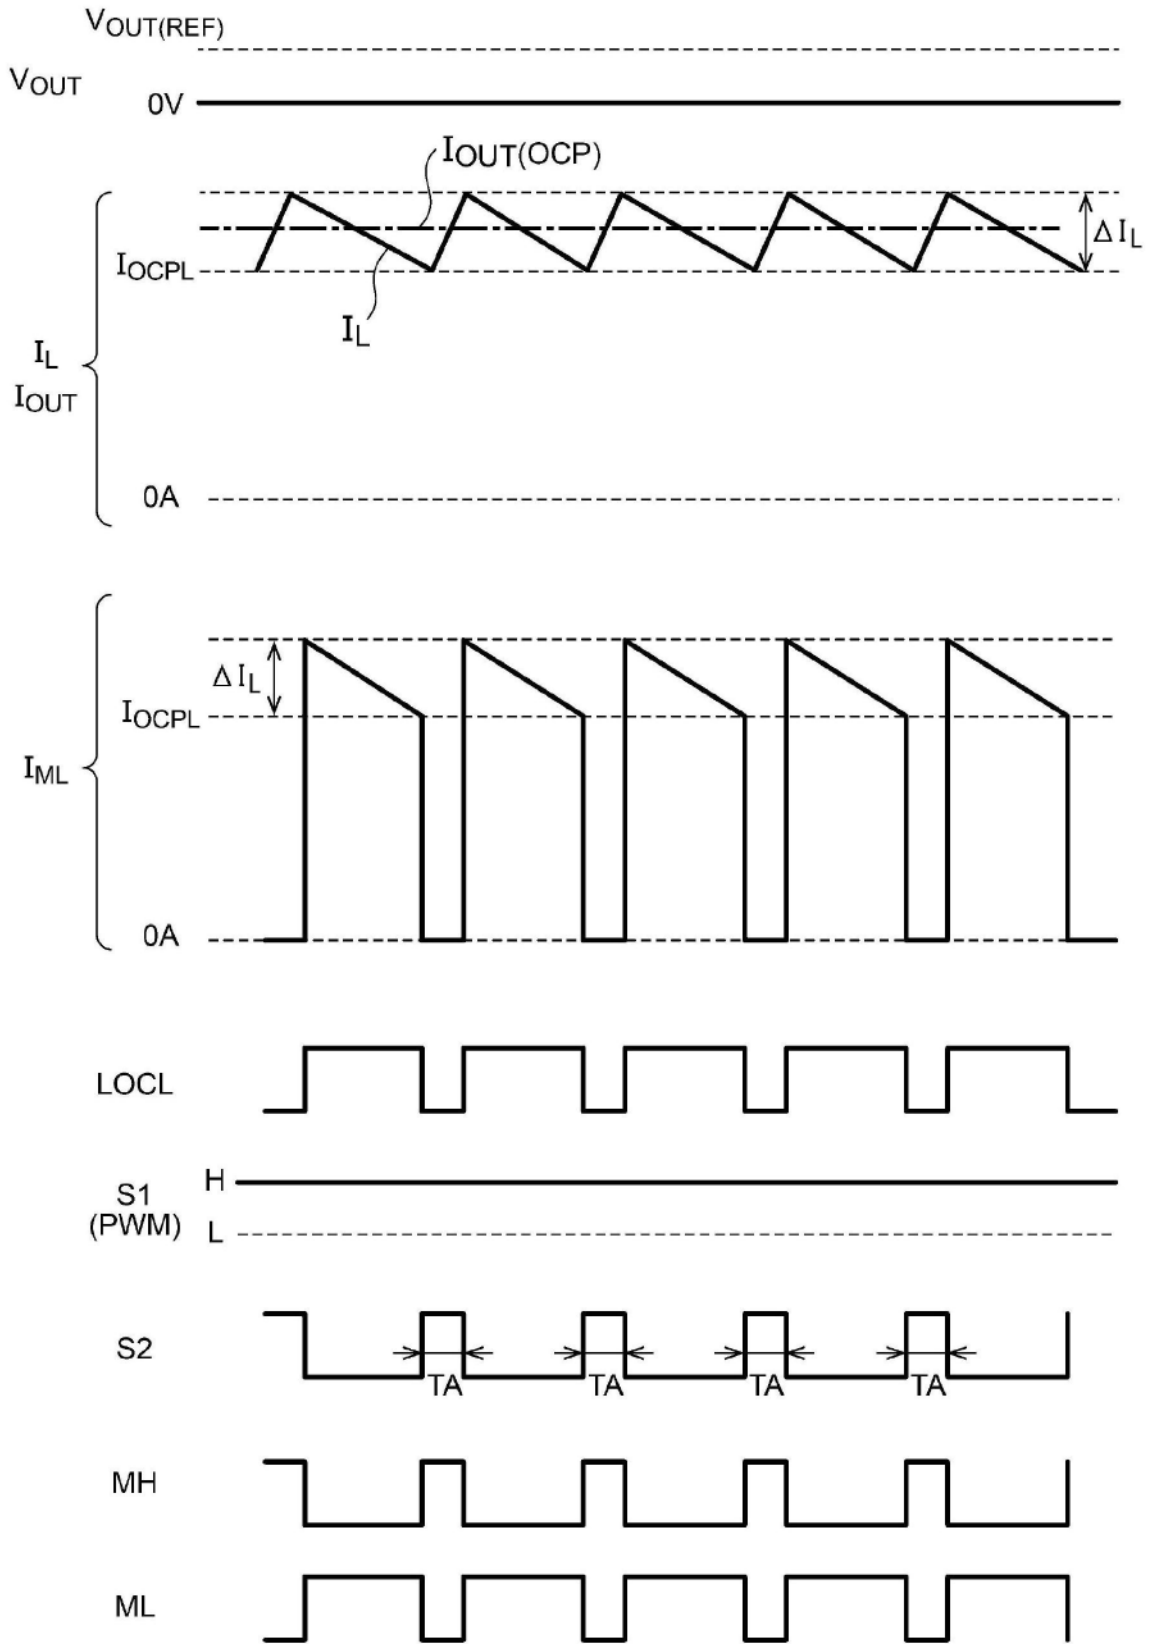 VOUT(REF)
VOUT
0V
IOUT(OCP)
ΔIL
IOCPL
IL
IL
IOUT
0A
ΔIL
IOCPL
IML
0A
LOCL
H
S1
(PWM)
L
S2
TA TA TA TA
MH
ML